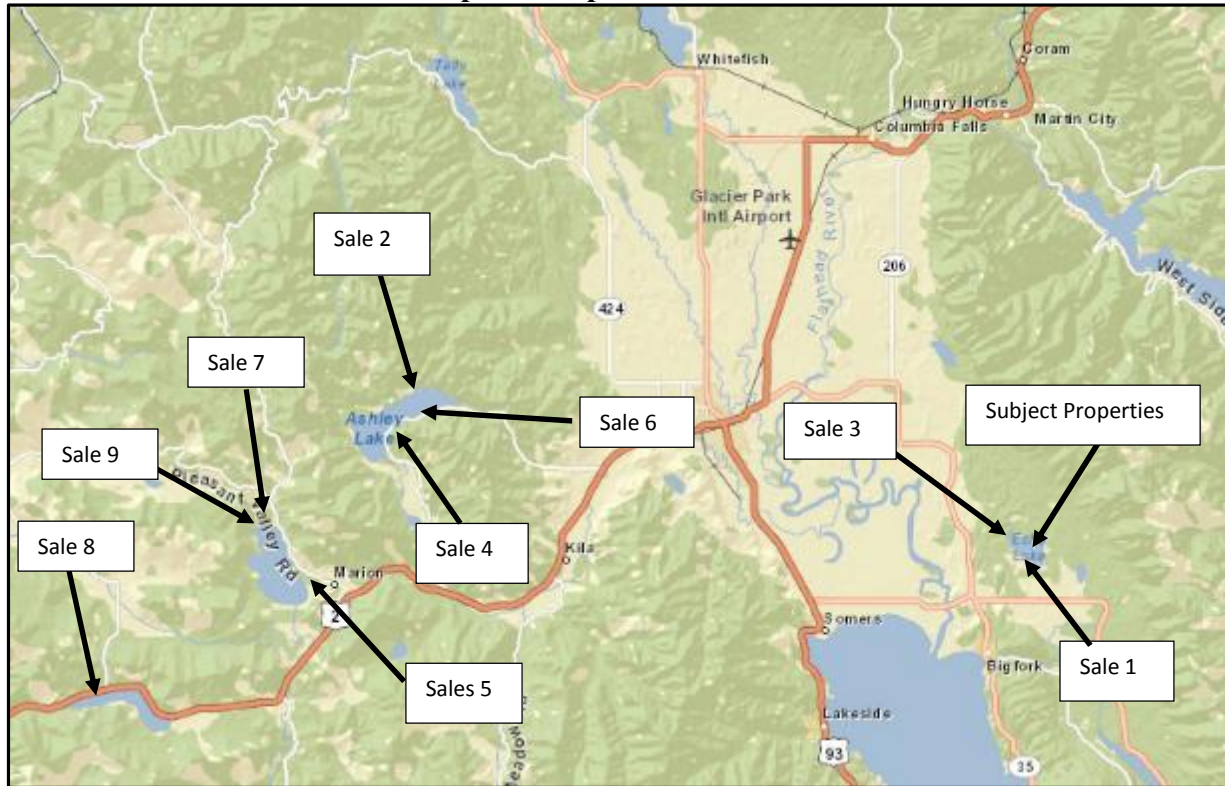 Whitefish
Coram
Hungry Horse
Martin City
Columbia Falls
Glacier Park
Intl Airport
Flathead River
206
West Side
424
Sale 2
Sale 7
Ashley
Lake
Sale 6
Sale 3
Subject Properties
Sale 9
Pleasant Valley Rd
Sale 8
Sale 4
Kila
Marion
2
Sales 5
Somers
Bigfork
Sale 1
Lakeside
93
35